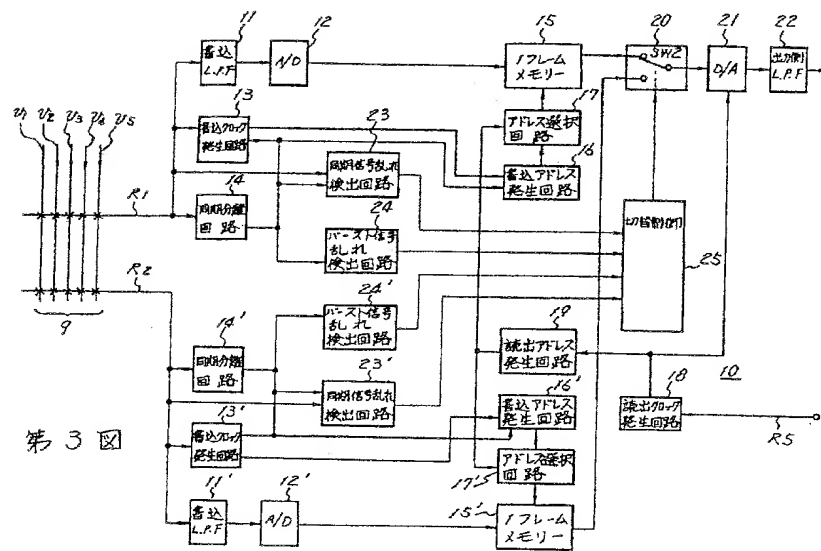 11
書込
L.P.F
12
A/D
15
1フレーム
メモリー
20
SW2
21
D/A
22
出力側
L.P.F
v1
v2
v3
v4
v5
13
書込クロック
発生回路
23
同期信号乱れ
検出回路
17
アドレス選択
回路
16
書込アドレス
発生回路
R1
14
同期分離
回路
24
バースト信号
乱れ
検出回路
切替制御
25
R2
9
24'
バースト信号
乱れ
検出回路
14'
同期分離
回路
23'
同期信号乱れ
検出回路
19
読出アドレス
発生回路
10
18
読出クロック
発生回路
R5
16'
書込アドレス
発生回路
13'
書込クロック
発生回路
アドレス選択
回路
17'
第3図
11'
書込
L.P.F
12'
A/D
15'
1フレーム
メモリー